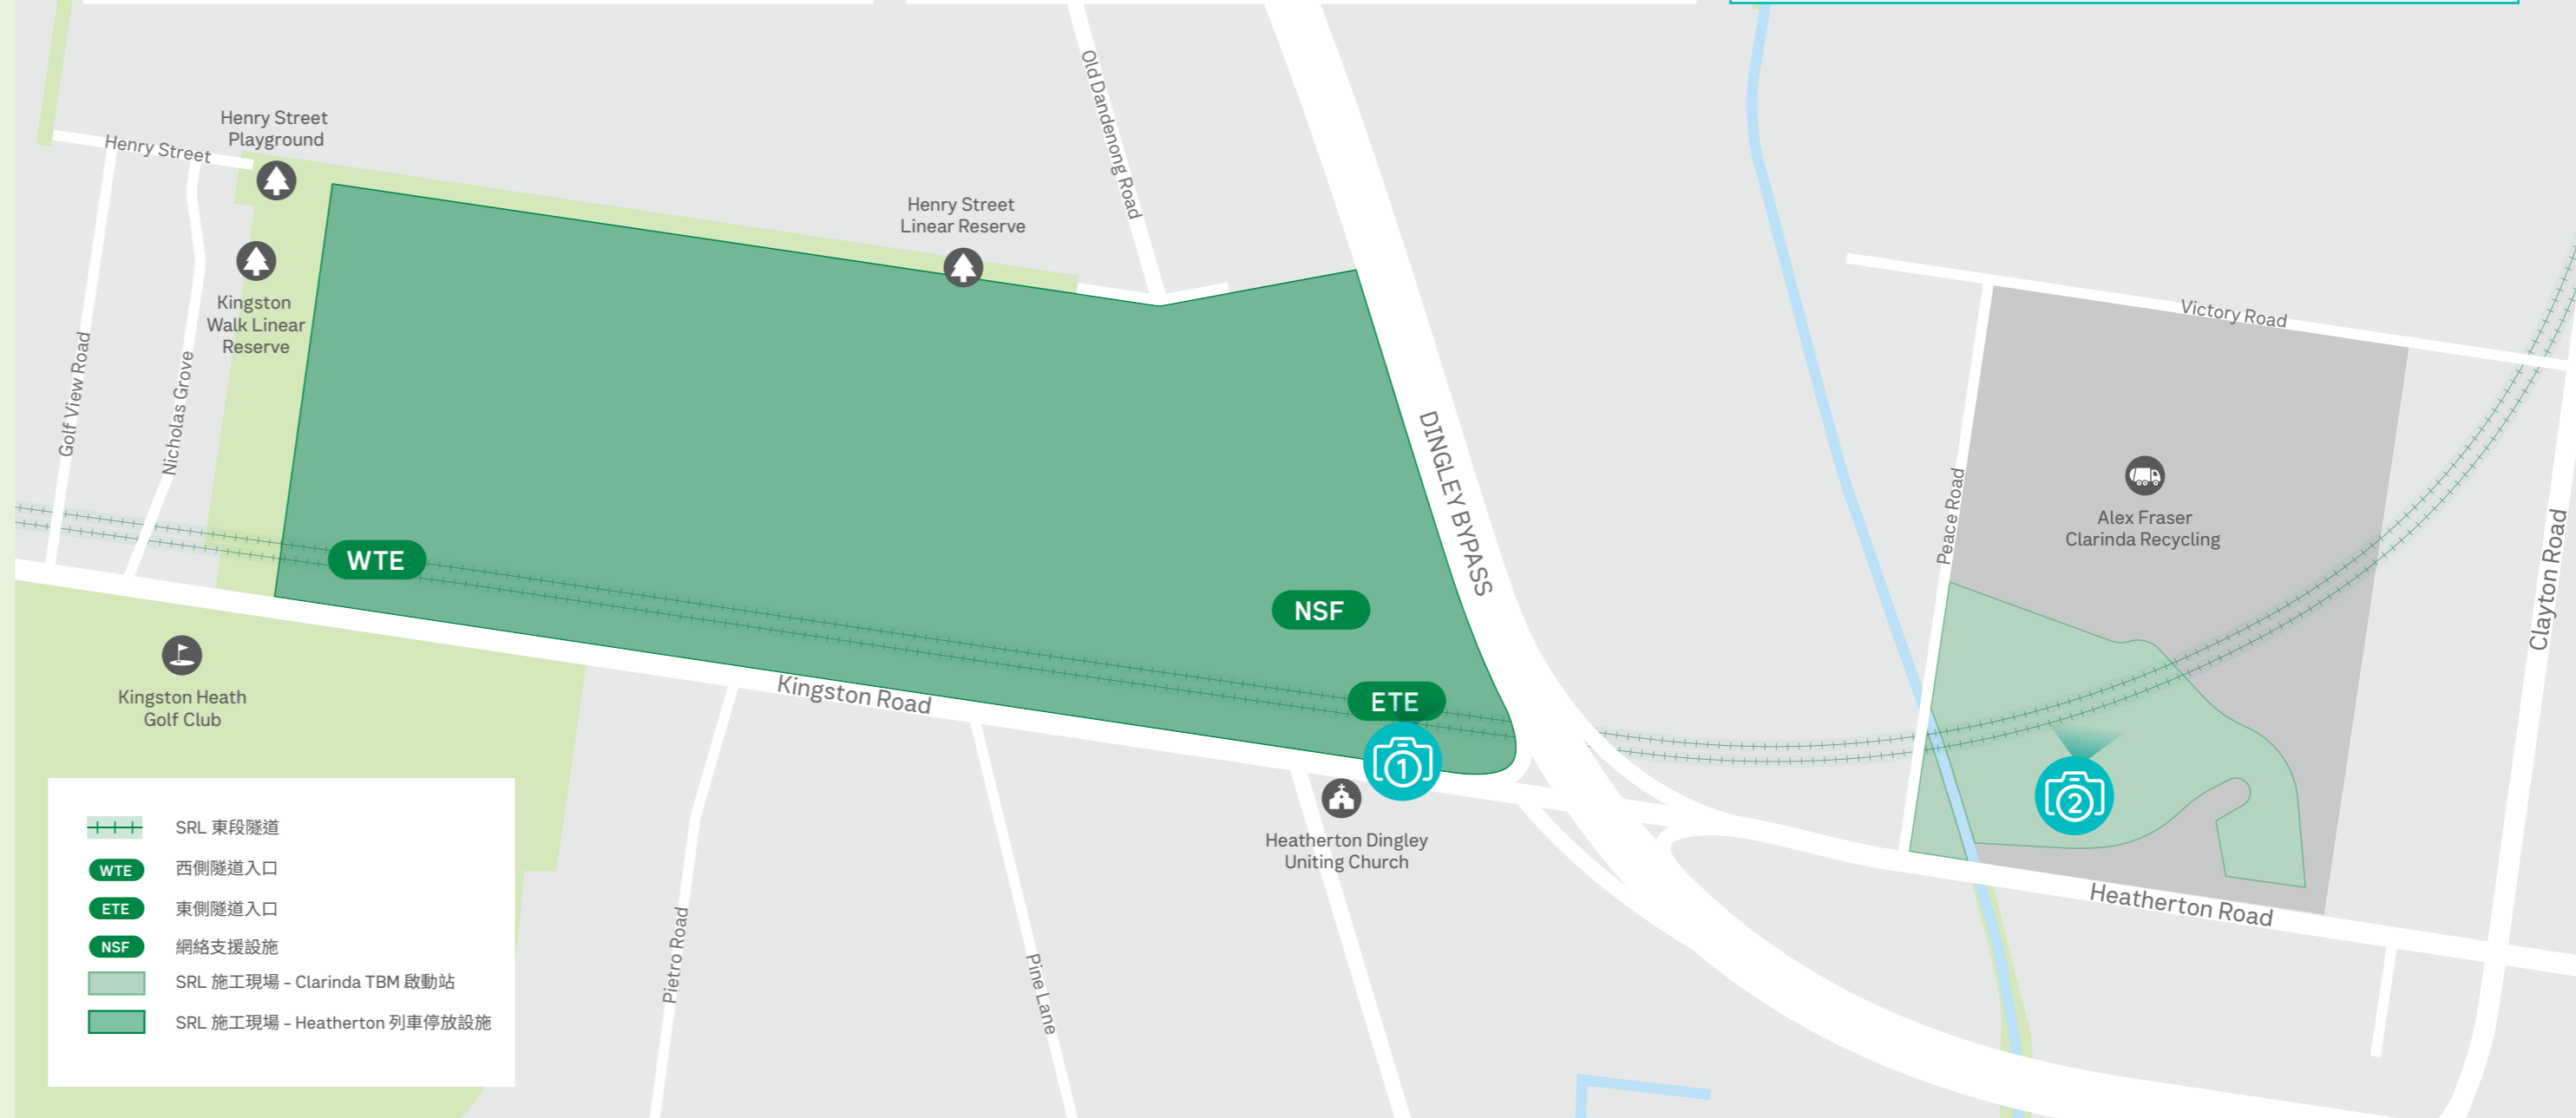 Henry Street
Playground
Henry Street
Old Dandenong Road
Henry Street
Linear Reserve
Kingston
Walk Linear
Reserve
Golf View Road
Nicholas Grove
Victory Road
DINGLEY BYPASS
Peace Road
Alex Fraser
Clarinda Recycling
Clayton Road
WTE
NSF
ETE
Kingston Heath
Golf Club
Kingston Road
1
2
Heatherton Dingley
Uniting Church
Heatherton Road
Pietro Road
Pine Lane
SRL 東段隧道
WTE 西側隧道入口
ETE 東側隧道入口
NSF 網絡支援設施
SRL 施工現場 – Clarinda TBM 啟動站
SRL 施工現場 – Heatherton 列車停放設施